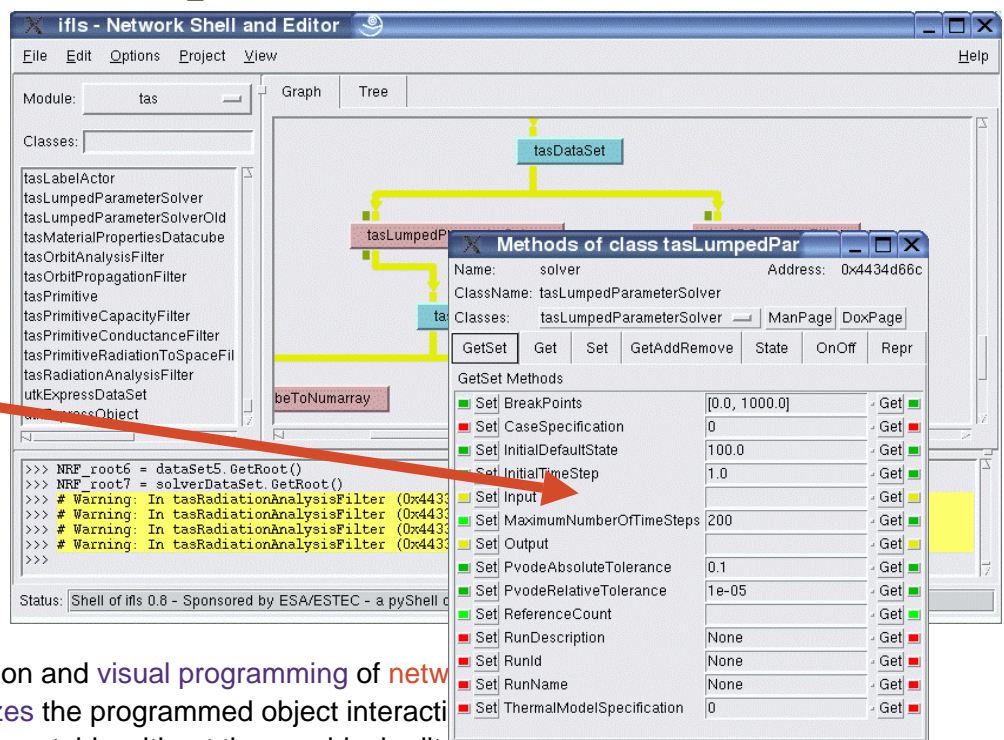 ifls - Network Shell and Editor
File Edit Options Project View Help
Module: tas
Graph Tree
Classes:
tasLabelActor
tasLumpedParameterSolver
tasLumpedParameterSolverOld
tasMaterialPropertiesDatacube
tasOrbitAnalysisFilter
tasOrbitPropagationFilter
tasPrimitive
tasPrimitiveCapacityFilter
tasPrimitiveConductanceFilter
tasPrimitiveRadiationToSpaceFil
tasRadiationAnalysisFilter
utkExpressDataSet
utkExpressObject
tasDataSet
tasLumpedP
tas
beToNumarray
>>> NRF_root6 = dataSet5.GetRoot()
>>> NRF_root7 = solverDataSet.GetRoot()
>>> # Warning: In tasRadiationAnalysisFilter (0x4433
>>> # Warning: In tasRadiationAnalysisFilter (0x4433
>>> # Warning: In tasRadiationAnalysisFilter (0x4433
>>> # Warning: In tasRadiationAnalysisFilter (0x4433
>>>
Status: Shell of ifls 0.8 - Sponsored by ESA/ESTEC - a pyShell
Methods of class tasLumpedPar
Name: solver Address: 0x4434d66c
ClassName: tasLumpedParameterSolver
Classes: tasLumpedParameterSolver ManPage DoxPage
GetSet Get Set GetAddRemove State OnOff Repr
GetSet Methods
Set BreakPoints [0.0, 1000.0] Get
Set CaseSpecification 0 Get
Set InitialDefaultState 100.0 Get
Set InitialTimeStep 1.0 Get
Set Input Get
Set MaximumNumberOfTimeSteps 200 Get
Set Output Get
Set PvodeAbsoluteTolerance 0.1 Get
Set PvodeRelativeTolerance 1e-05 Get
Set ReferenceCount Get
Set RunDescription None Get
Set RunId None Get
Set RunName None Get
Set ThermalModelSpecification 0 Get
on and visual programming of netw
zes the programmed object interacti